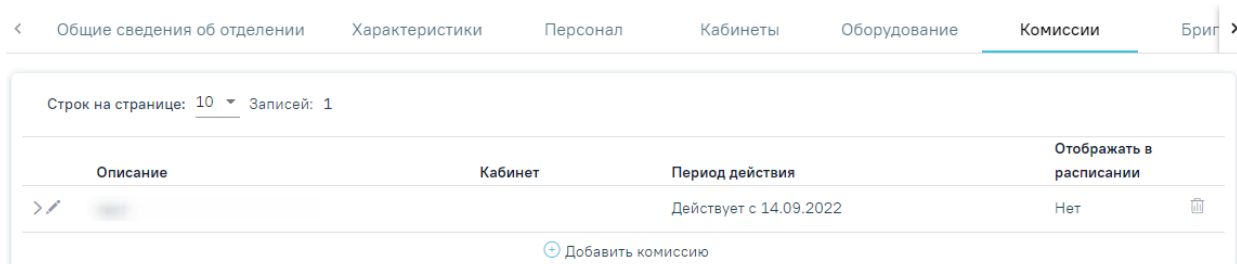 Общие сведения об отделении Характеристики Персонал Кабинеты Оборудование Комиссии Бриг
Строк на странице: 10 Записей: 1
Отображать в
Описание Кабинет Период действия расписании
Действует с 14.09.2022 Нет
Добавить комиссию